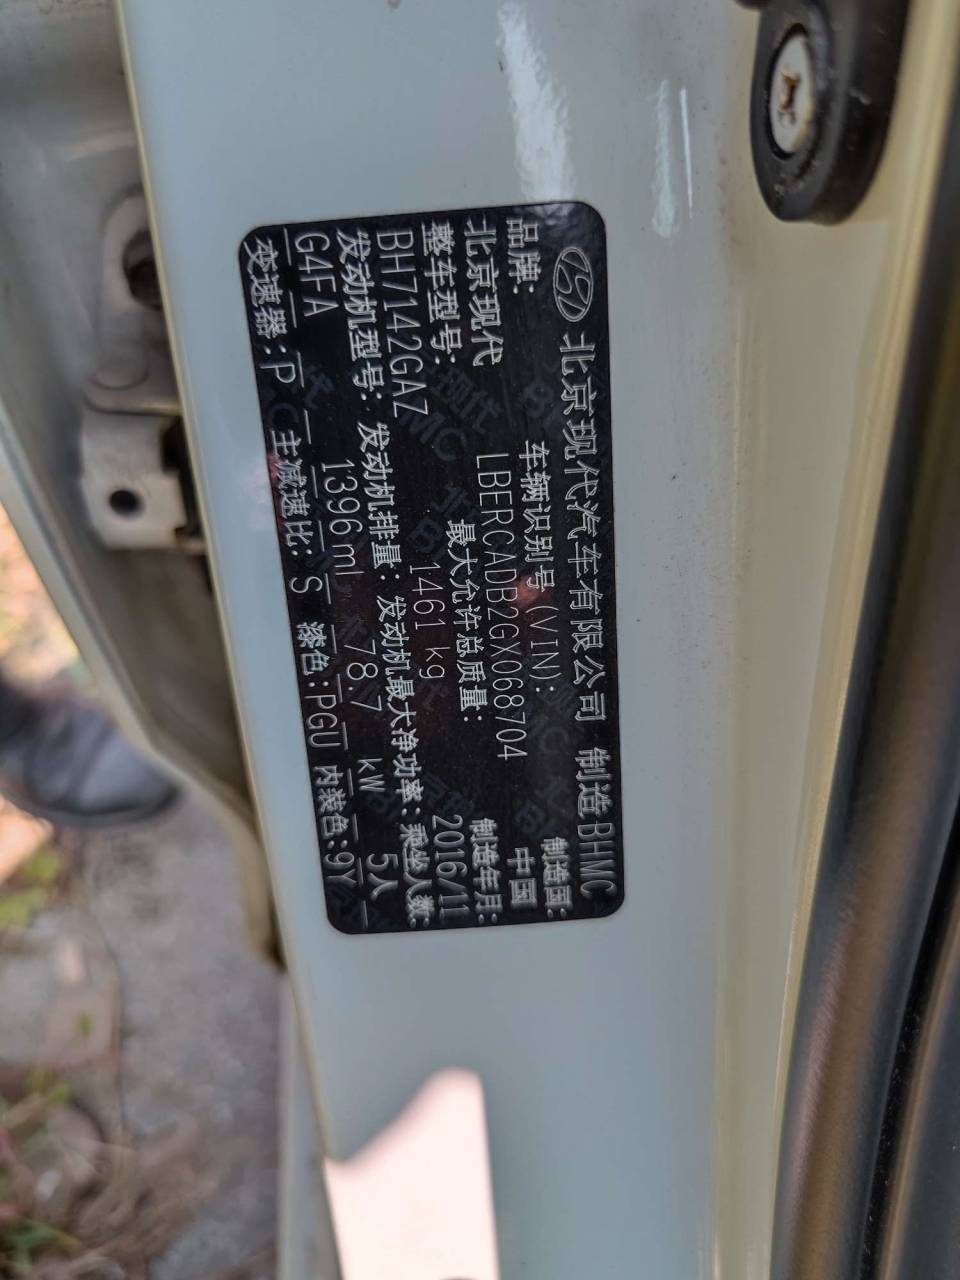 北京现代汽车有限公司 制造 BHMC
品牌: 车辆识别号(VIN): 制造国:
北京现代 LBERCADB2GX068704 中国
整车型号: 最大允许总质量: 制造年月:
BH7142GAZ 1461 kg 2016/11
发动机型号: 发动机排量: 发动机最大净功率: 乘坐人数:
G4FA 1396 ml 78.7 kW 5人
变速器:P 主减速比:S 漆色:PGU 内装色:9Y